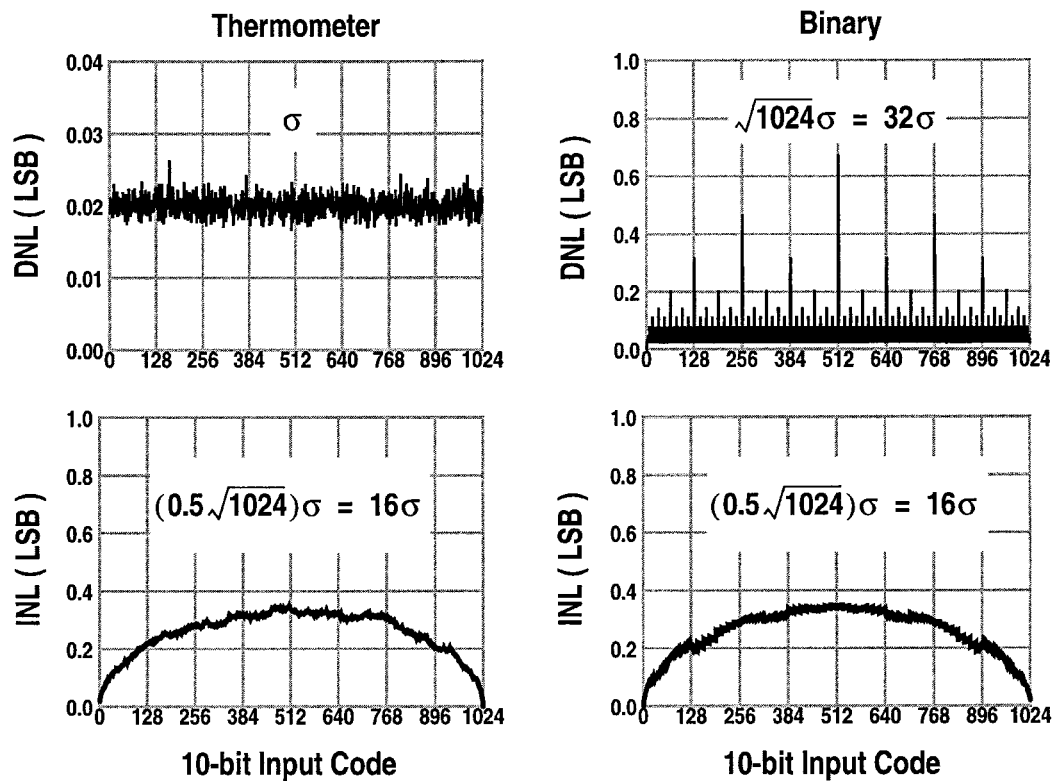 Thermometer
DNL ( LSB )
0.04
0.03
0.02
0.01
0.00
σ
0 128 256 384 512 640 768 896 1024
Binary
DNL ( LSB )
1.0
0.8
0.6
0.4
0.2
0.0
√1024σ = 32σ
0 128 256 384 512 640 768 896 1024
INL ( LSB )
1.0
0.8
0.6
0.4
0.2
0.0
(0.5√1024)σ = 16σ
0 128 256 384 512 640 768 896 1024
10-bit Input Code
INL ( LSB )
1.0
0.8
0.6
0.4
0.2
0.0
(0.5√1024)σ = 16σ
0 128 256 384 512 640 768 896 1024
10-bit Input Code